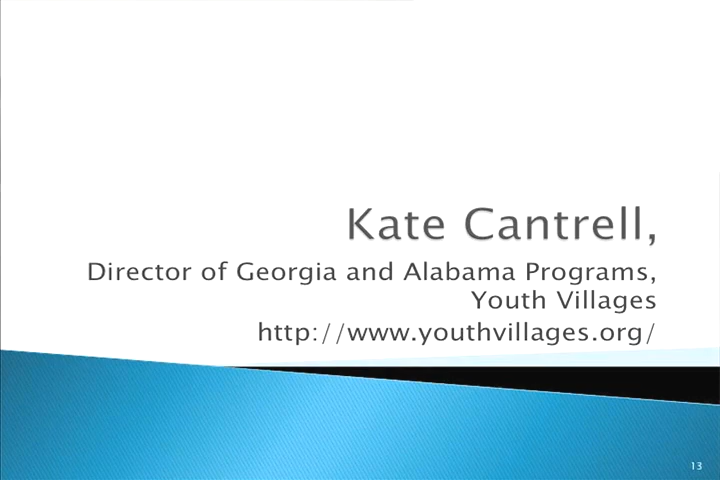 Kate Cantrell,
Director of Georgia and Alabama Programs,
Youth Villages
http://www.youthvillages.org/
13